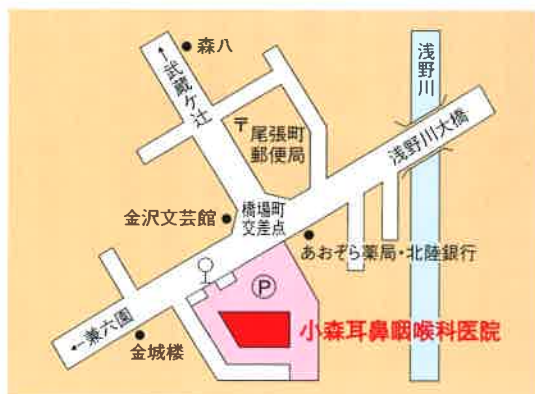 森八
←武蔵ケ辻
浅野川
〒
尾張町
郵便局
浅野川大橋
橋場町
交差点
金沢文芸館
あおぞら薬局・北陸銀行
P
小森耳鼻咽喉科医院
←兼六園
金城楼